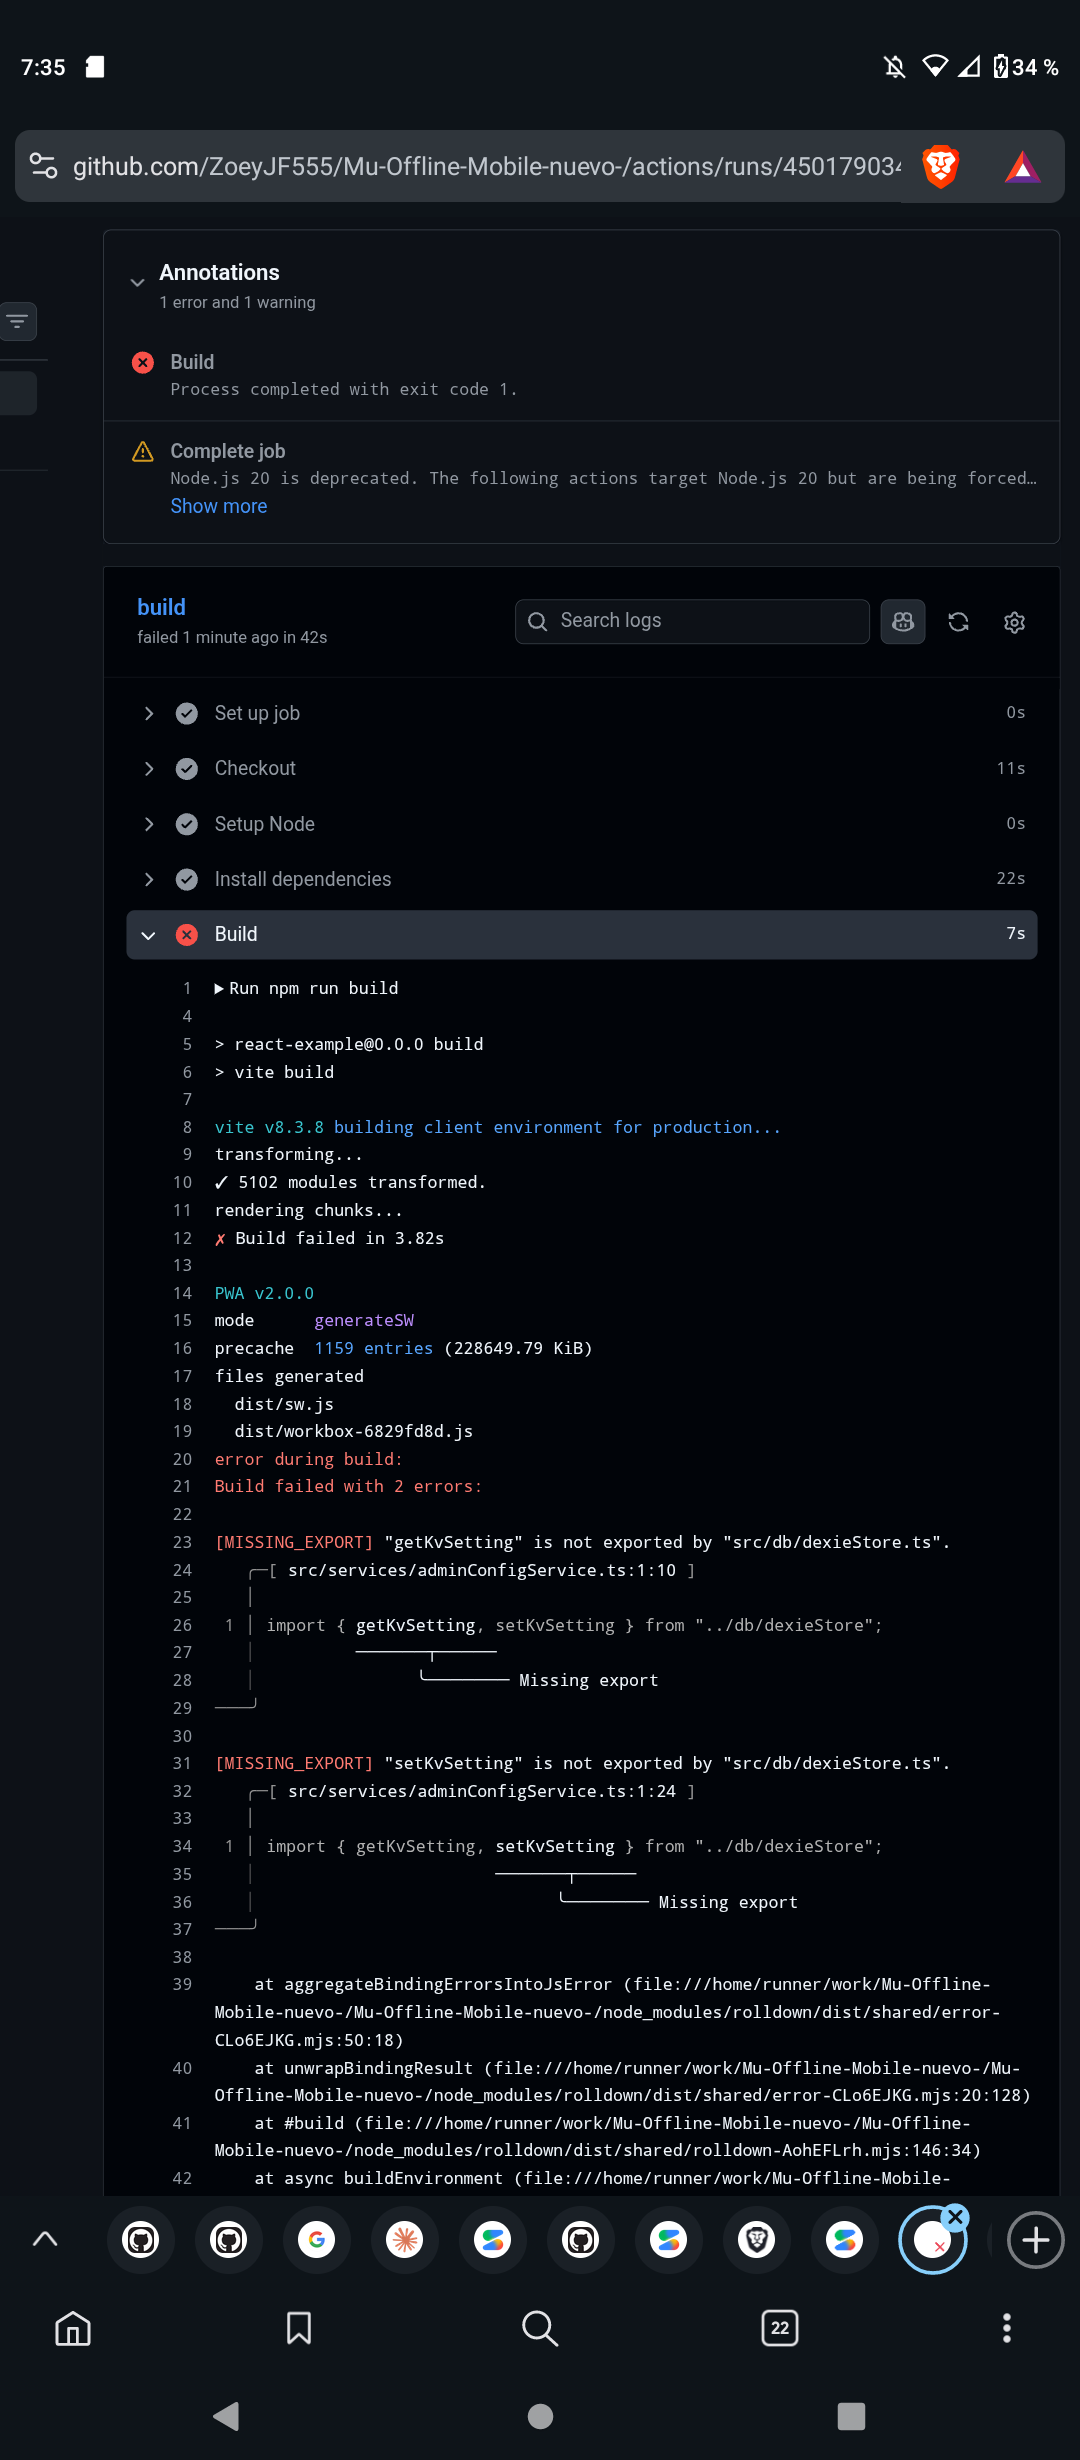 7:35
34 %
github.com/ZoeyJF555/Mu-Offline-Mobile-nuevo-/actions/runs/450179034
Annotations
1 error and 1 warning
Build
Process completed with exit code 1.
Complete job
Node.js 20 is deprecated. The following actions target Node.js 20 but are being forced…
Show more
build
failed 1 minute ago in 42s
Search logs
Set up job 0s
Checkout 11s
Setup Node 0s
Install dependencies 22s
Build 7s
1 Run npm run build
4
5 > react-example@0.0.0 build
6 > vite build
7
8 vite v8.3.8 building client environment for production...
9 transforming...
10 ✓ 5102 modules transformed.
11 rendering chunks...
12 ✗ Build failed in 3.82s
13
14 PWA v2.0.0
15 mode generateSW
16 precache 1159 entries (228649.79 KiB)
17 files generated
18 dist/sw.js
19 dist/workbox-6829fd8d.js
20 error during build:
21 Build failed with 2 errors:
22
23 [MISSING_EXPORT] "getKvSetting" is not exported by "src/db/dexieStore.ts".
24 ╭─[ src/services/adminConfigService.ts:1:10 ]
25 │
26 1 │ import { getKvSetting, setKvSetting } from "../db/dexieStore";
27 │ ──────┬─────
28 │ ╰─────── Missing export
29 ───╯
30
31 [MISSING_EXPORT] "setKvSetting" is not exported by "src/db/dexieStore.ts".
32 ╭─[ src/services/adminConfigService.ts:1:24 ]
33 │
34 1 │ import { getKvSetting, setKvSetting } from "../db/dexieStore";
35 │ ──────┬─────
36 │ ╰─────── Missing export
37 ───╯
38
39 at aggregateBindingErrorsIntoJsError (file:///home/runner/work/Mu-Offline-
Mobile-nuevo-/Mu-Offline-Mobile-nuevo-/node_modules/rolldown/dist/shared/error-
CLo6EJKG.mjs:50:18)
40 at unwrapBindingResult (file:///home/runner/work/Mu-Offline-Mobile-nuevo-/Mu-
Offline-Mobile-nuevo-/node_modules/rolldown/dist/shared/error-CLo6EJKG.mjs:20:128)
41 at #build (file:///home/runner/work/Mu-Offline-Mobile-nuevo-/Mu-Offline-
Mobile-nuevo-/node_modules/rolldown/dist/shared/rolldown-AohEFLrh.mjs:146:34)
42 at async buildEnvironment (file:///home/runner/work/Mu-Offline-Mobile-
22